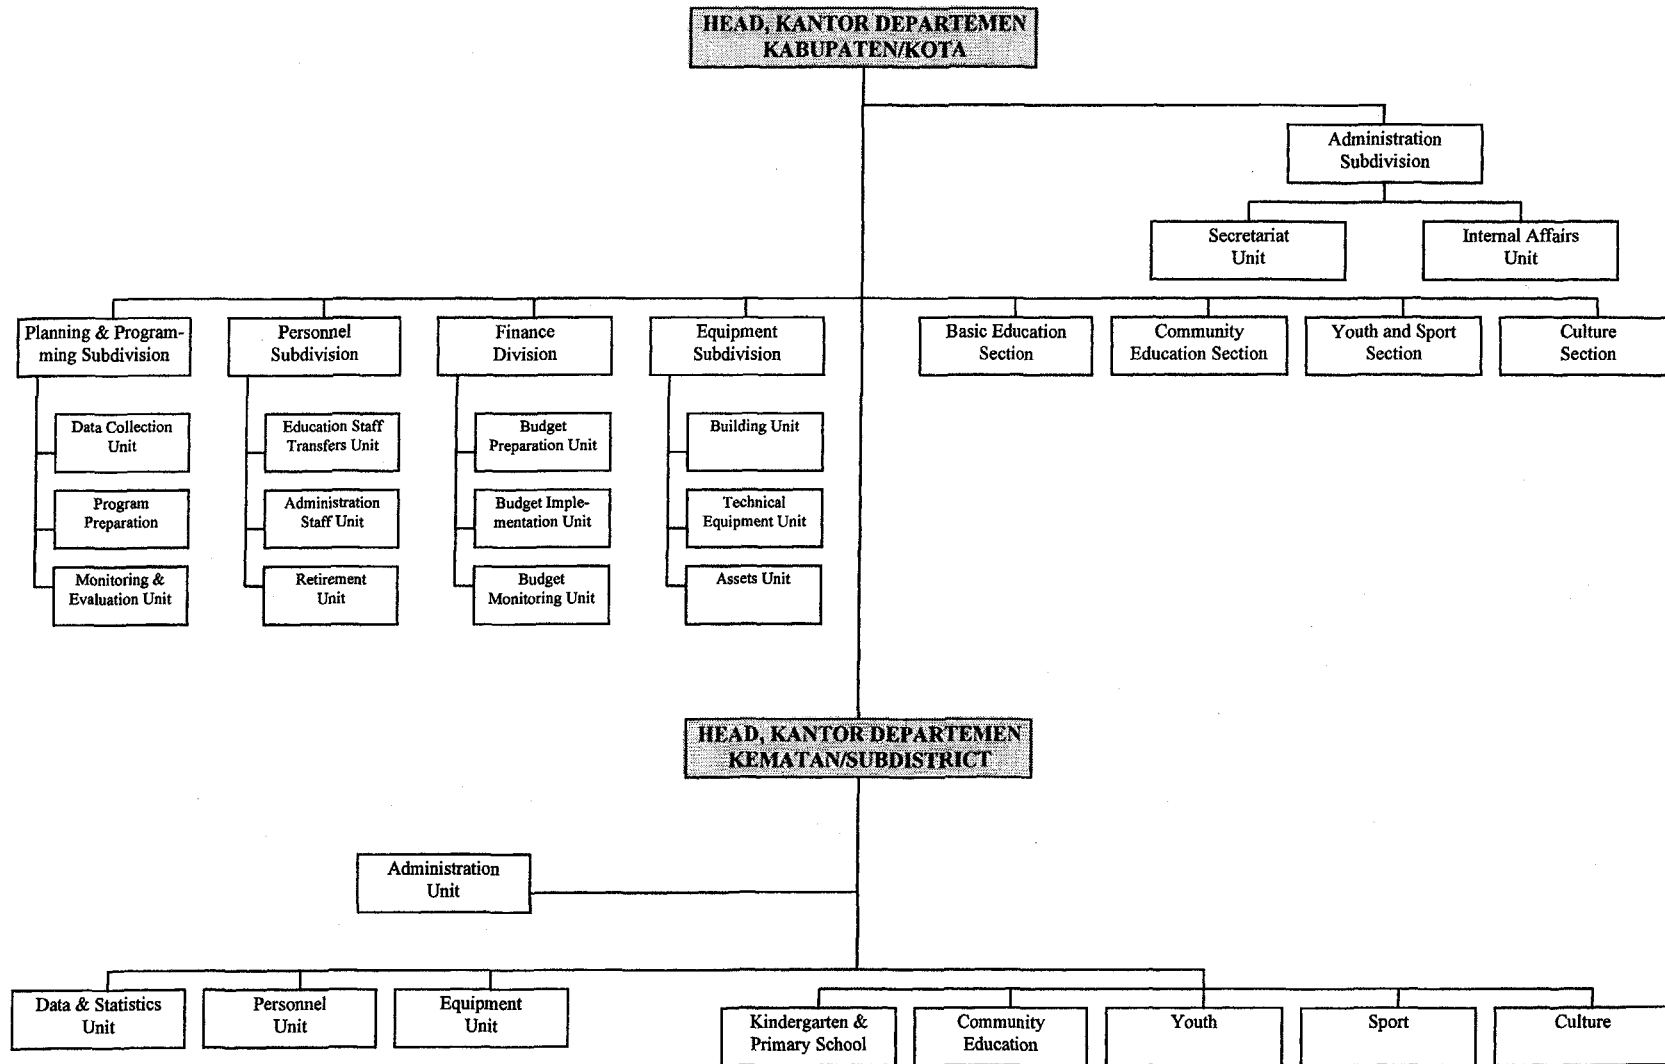 HEAD, KANTOR DEPARTEMEN
KABUPATEN/KOTA
Administration
Subdivision
Secretariat
Unit
Internal Affairs
Unit
Planning & Program-
ming Subdivision
Personnel
Subdivision
Finance
Division
Equipment
Subdivision
Basic Education
Section
Community
Education Section
Youth and Sport
Section
Culture
Section
Data Collection
Unit
Education Staff
Transfers Unit
Budget
Preparation Unit
Building Unit
Program
Preparation
Administration
Staff Unit
Budget Imple-
mentation Unit
Technical
Equipment Unit
Monitoring &
Evaluation Unit
Retirement
Unit
Budget
Monitoring Unit
Assets Unit
HEAD, KANTOR DEPARTEMEN
KEMATAN/SUBDISTRICT
Administration
Unit
Data & Statistics
Unit
Personnel
Unit
Equipment
Unit
Kindergarten &
Primary School
Community
Education
Youth
Sport
Culture